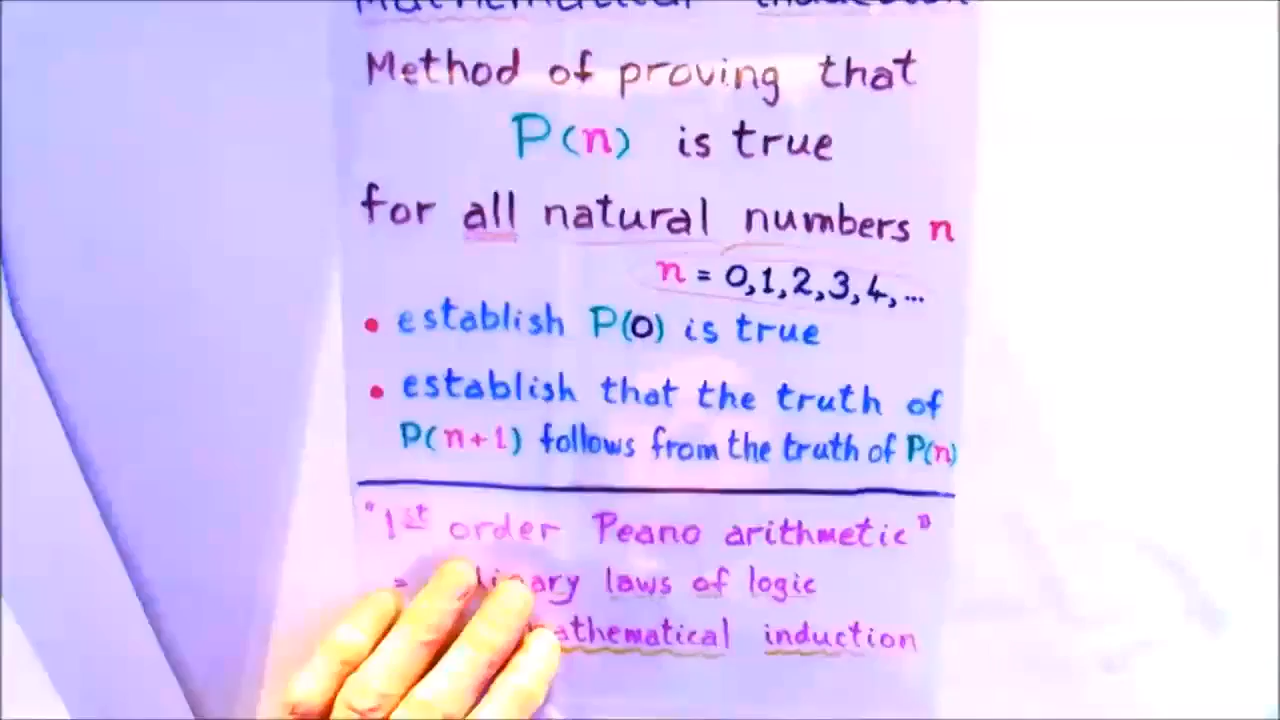 Mathematical Induction
Method of proving that
P(n) is true
for all natural numbers n
n = 0,1,2,3,4,...
• establish P(0) is true
• establish that the truth of
P(n+1) follows from the truth of P(n)
"1st order Peano arithmetic"
= laws of logic
induction